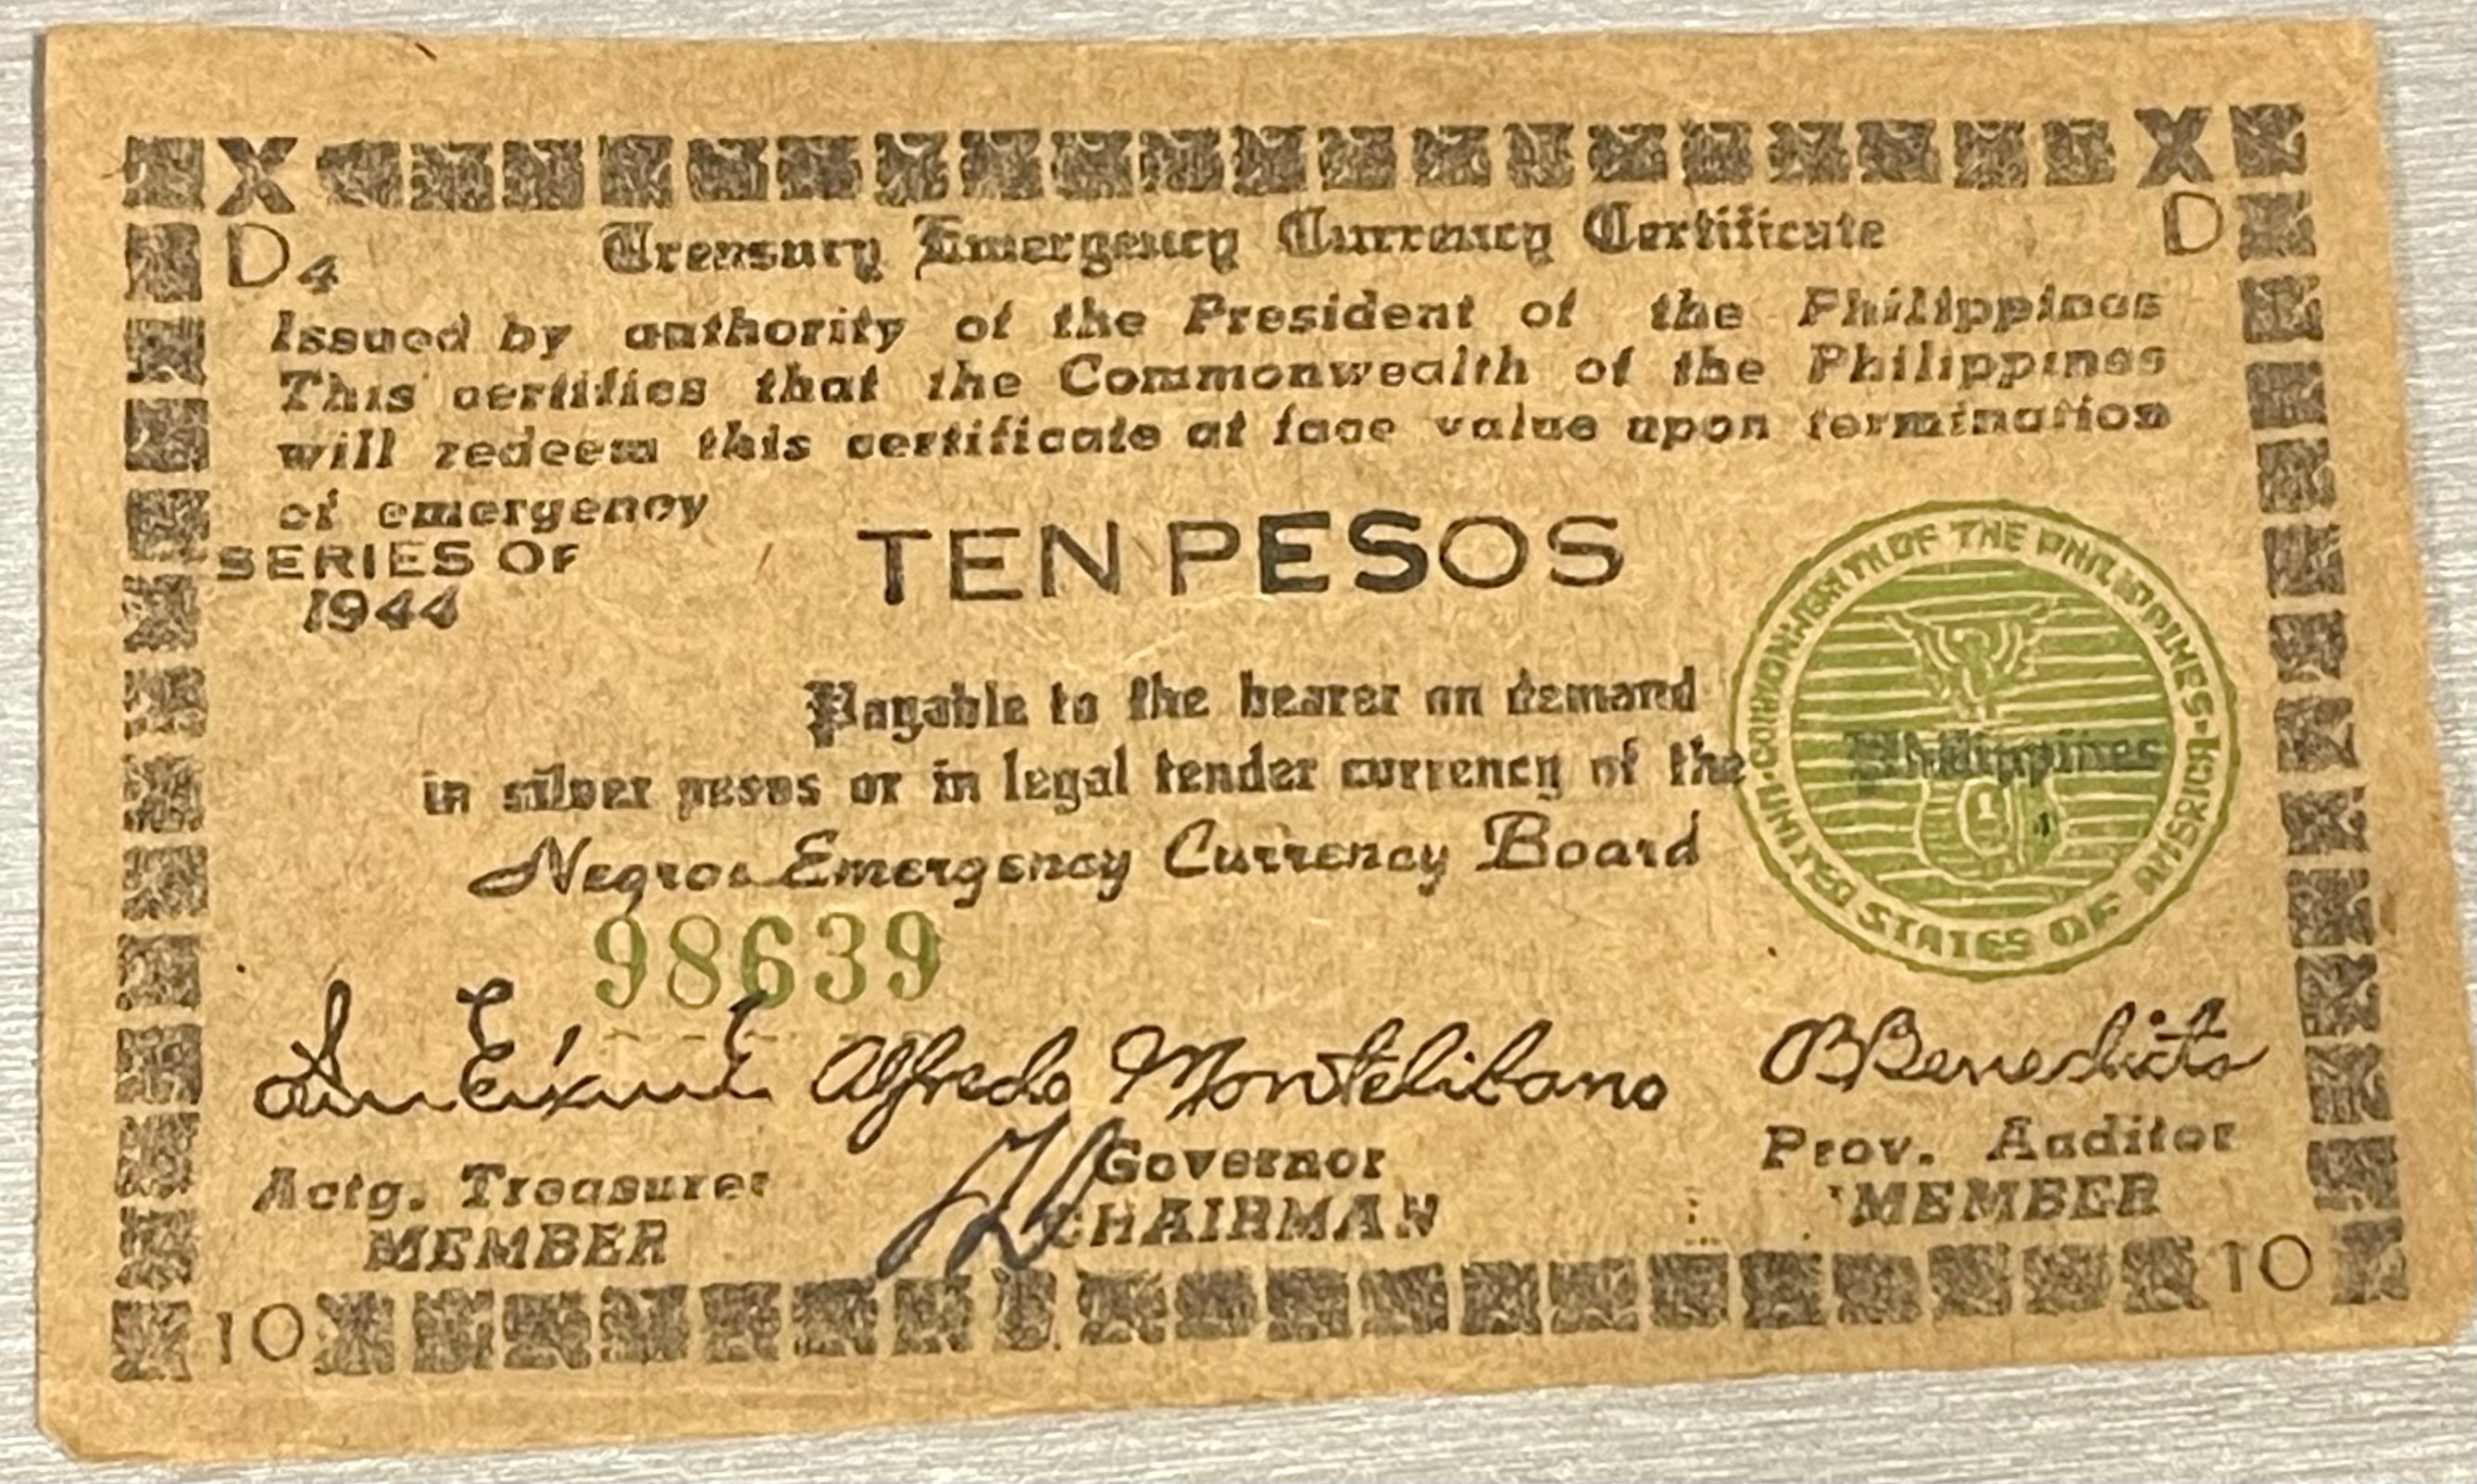 X X
D4 Treasury Emergency Currency Certificate D
Issued by authority of the President of the Philippines
This certifies that the Commonwealth of the Philippines
will redeem this certificate at face value upon termination
of emergency
SERIES OF
1944
TEN PESOS
COMMONWEALTH OF THE PHILIPPINES
UNITED STATES OF AMERICA
Payable to the bearer on demand
in silver pesos or in legal tender currency of the Philippines
Negros Emergency Currency Board
98639
Alfredo Montelibano B Benedicto
Actg. Treasurer Governor Prov. Auditor
MEMBER CHAIRMAN MEMBER
10 10